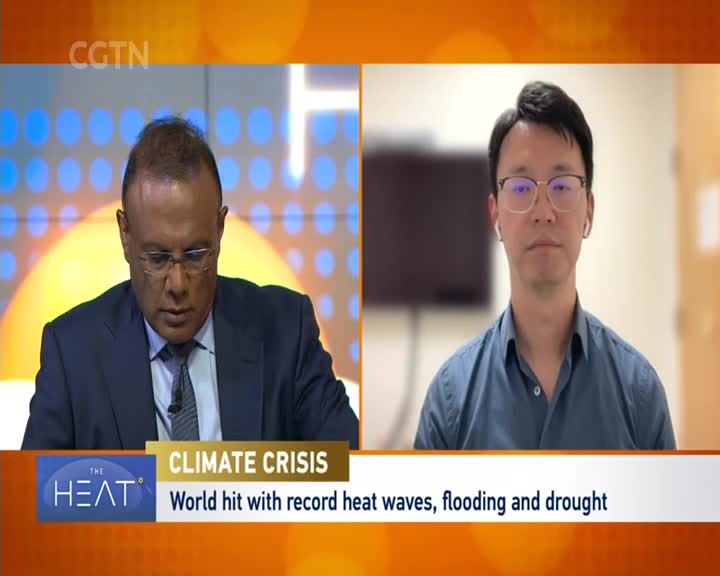 CGTN
CLIMATE CRISIS
THE
HEAT
World hit with record heat waves, flooding and drought